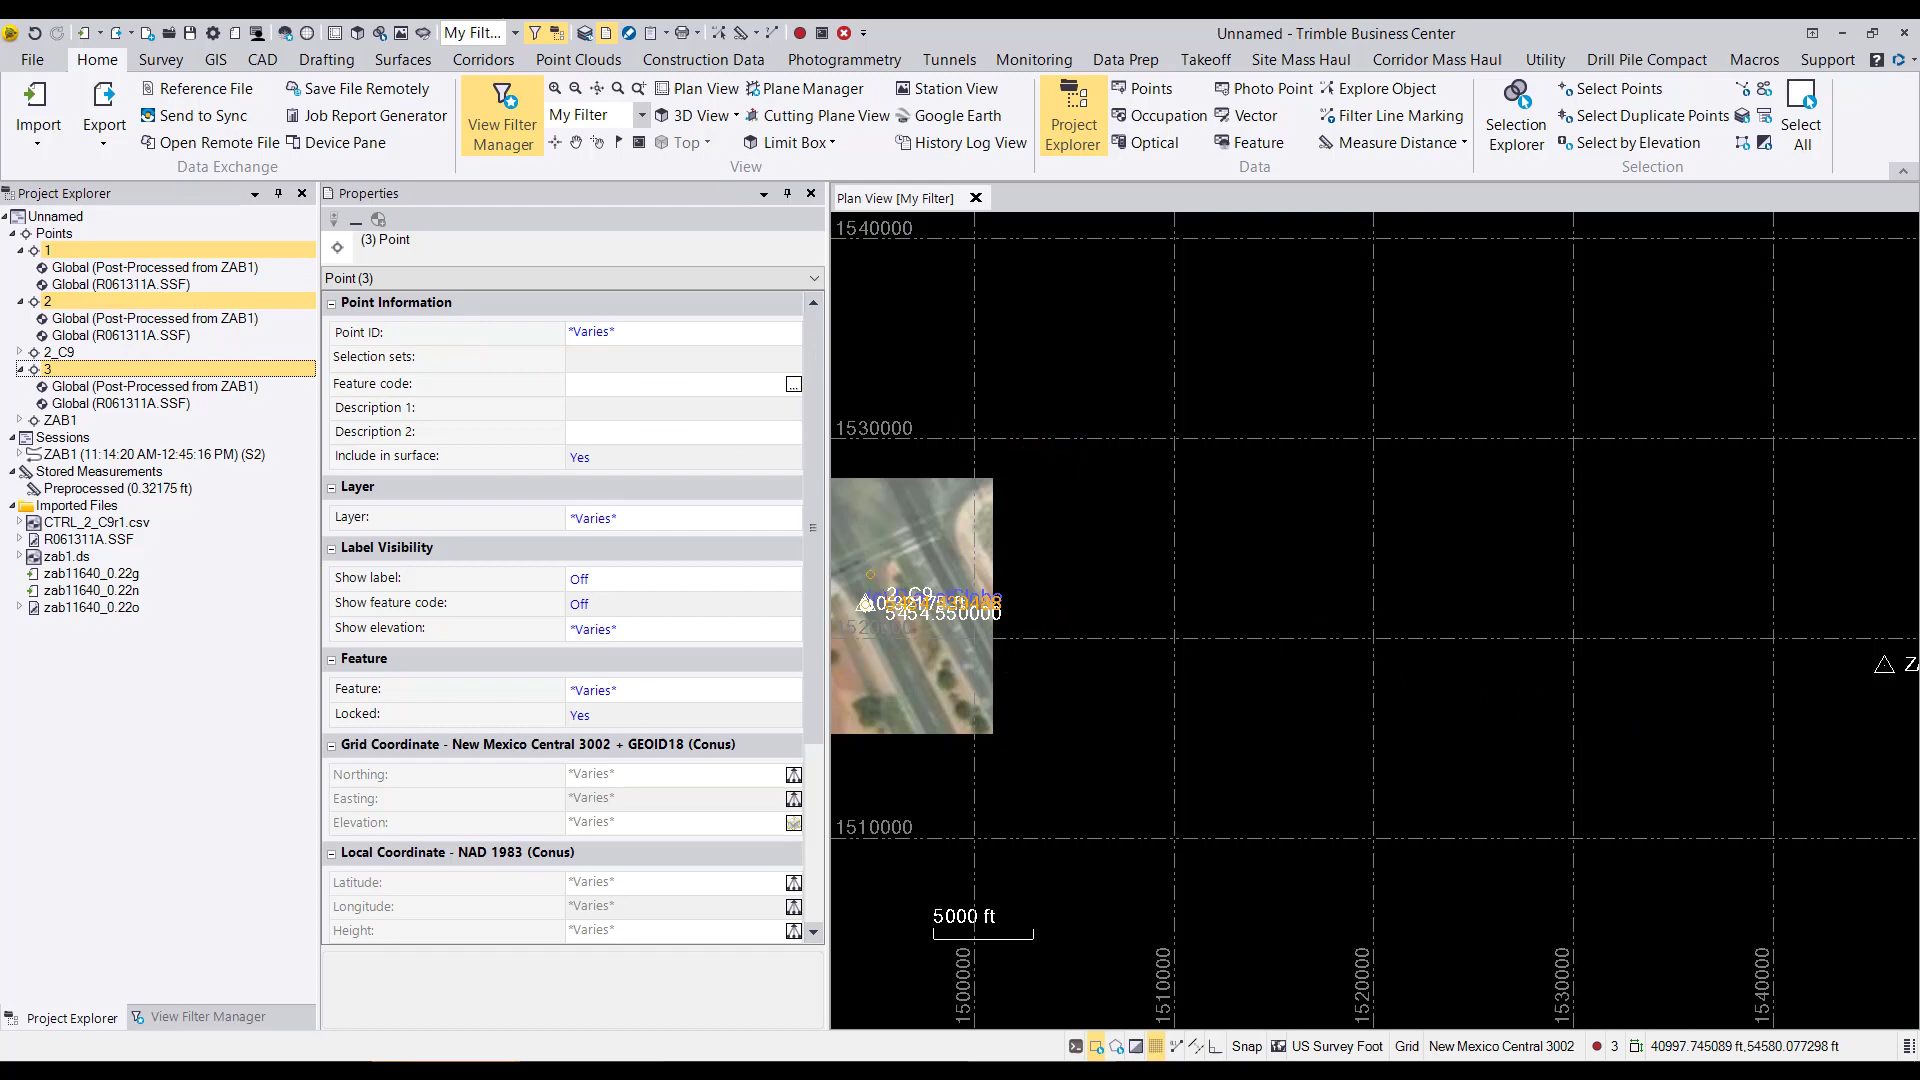 My Filt...
Unnamed - Trimble Business Center
File Home Survey GIS CAD Drafting Surfaces Corridors Point Clouds Construction Data Photogrammetry Tunnels Monitoring Data Prep Takeoff Site Mass Haul Corridor Mass Haul Utility Drill Pile Compact Macros Support
Import
Export
Reference File
Send to Sync
Open Remote File
Save File Remotely
Job Report Generator
Device Pane
Data Exchange
View Filter
Manager
My Filter
Plan View
3D View
Top
Plane Manager
Cutting Plane View
Limit Box
Station View
Google Earth
History Log View
View
Project
Explorer
Points
Occupation
Optical
Photo Point
Vector
Feature
Explore Object
Filter Line Marking
Measure Distance
Data
Selection
Explorer
Select Points
Select Duplicate Points
Select by Elevation
Select
All
Selection
Project Explorer
Unnamed
Points
1
Global (Post-Processed from ZAB1)
Global (R061311A.SSF)
2
Global (Post-Processed from ZAB1)
Global (R061311A.SSF)
2_C9
3
Global (Post-Processed from ZAB1)
Global (R061311A.SSF)
ZAB1
Sessions
ZAB1 (11:14:20 AM-12:45:16 PM) (S2)
Stored Measurements
Preprocessed (0.32175 ft)
Imported Files
CTRL_2_C9r1.csv
R061311A.SSF
zab1.ds
zab11640_0.22g
zab11640_0.22n
zab11640_0.22o
Project Explorer
View Filter Manager
Properties
(3) Point
Point (3)
Point Information
Point ID: *Varies*
Selection sets:
Feature code:
...
Description 1:
Description 2:
Include in surface: Yes
Layer
Layer: *Varies*
Label Visibility
Show label: Off
Show feature code: Off
Show elevation: *Varies*
Feature
Feature: *Varies*
Locked: Yes
Grid Coordinate - New Mexico Central 3002 + GEOID18 (Conus)
Northing: *Varies*
Easting: *Varies*
Elevation: *Varies*
Local Coordinate - NAD 1983 (Conus)
Latitude: *Varies*
Longitude: *Varies*
Height: *Varies*
Plan View [My Filter]
1540000
1530000
2_C9
5454.550000
1520000
ZA
1510000
5000 ft
1500000
1510000
1520000
1530000
1540000
Snap US Survey Foot Grid New Mexico Central 3002 3 40997.745089 ft,54580.077298 ft